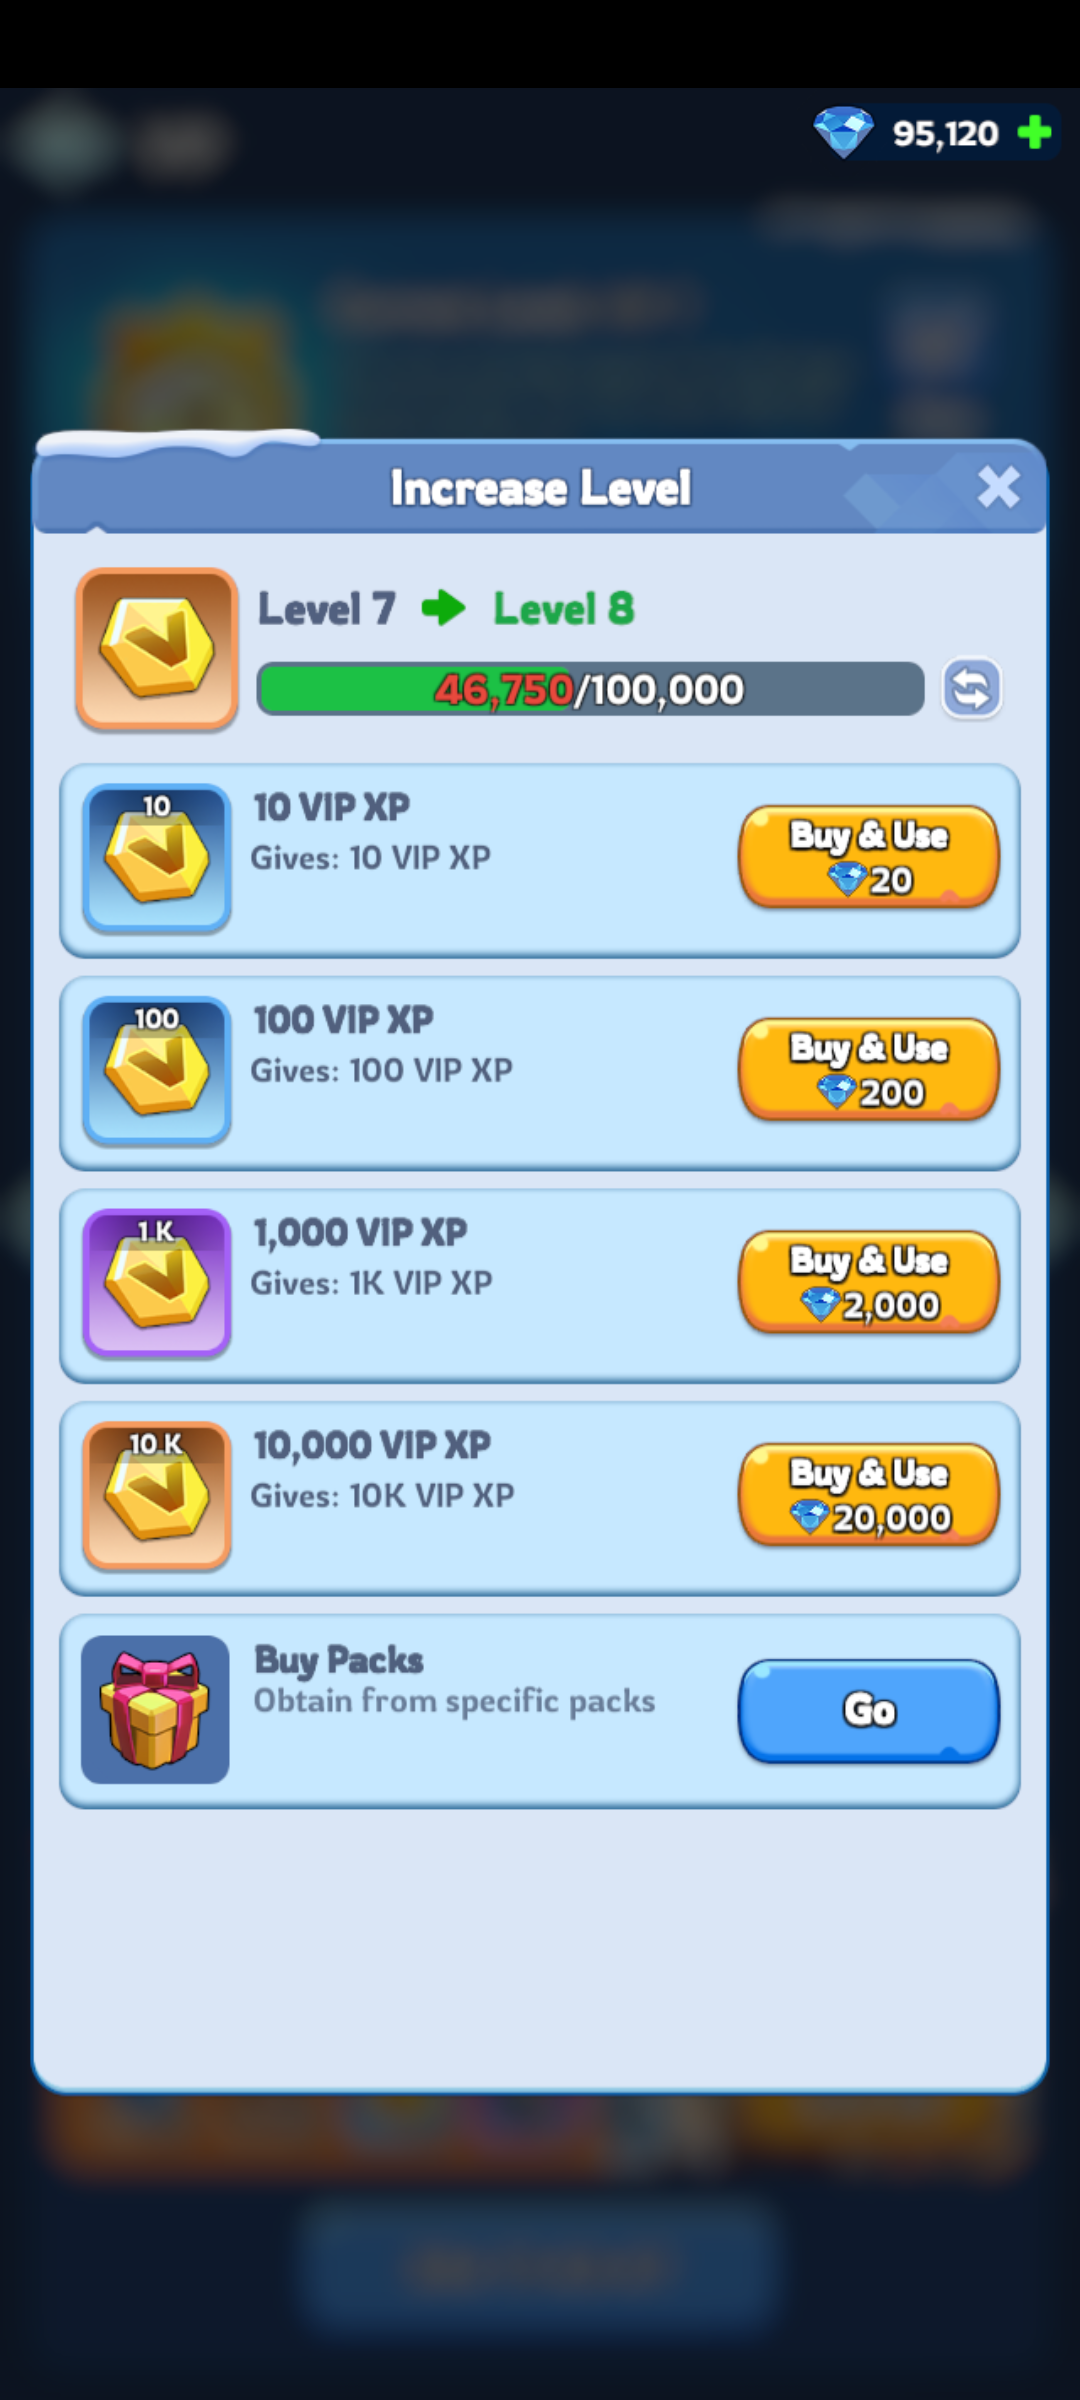 95,120
Increase Level
Level 7 Level 8
46,750/100,000
10
10 VIP XP
Gives: 10 VIP XP
Buy & Use
20
100
100 VIP XP
Gives: 100 VIP XP
Buy & Use
200
1 K
1,000 VIP XP
Gives: 1K VIP XP
Buy & Use
2,000
10 K
10,000 VIP XP
Gives: 10K VIP XP
Buy & Use
20,000
Buy Packs
Obtain from specific packs
Go